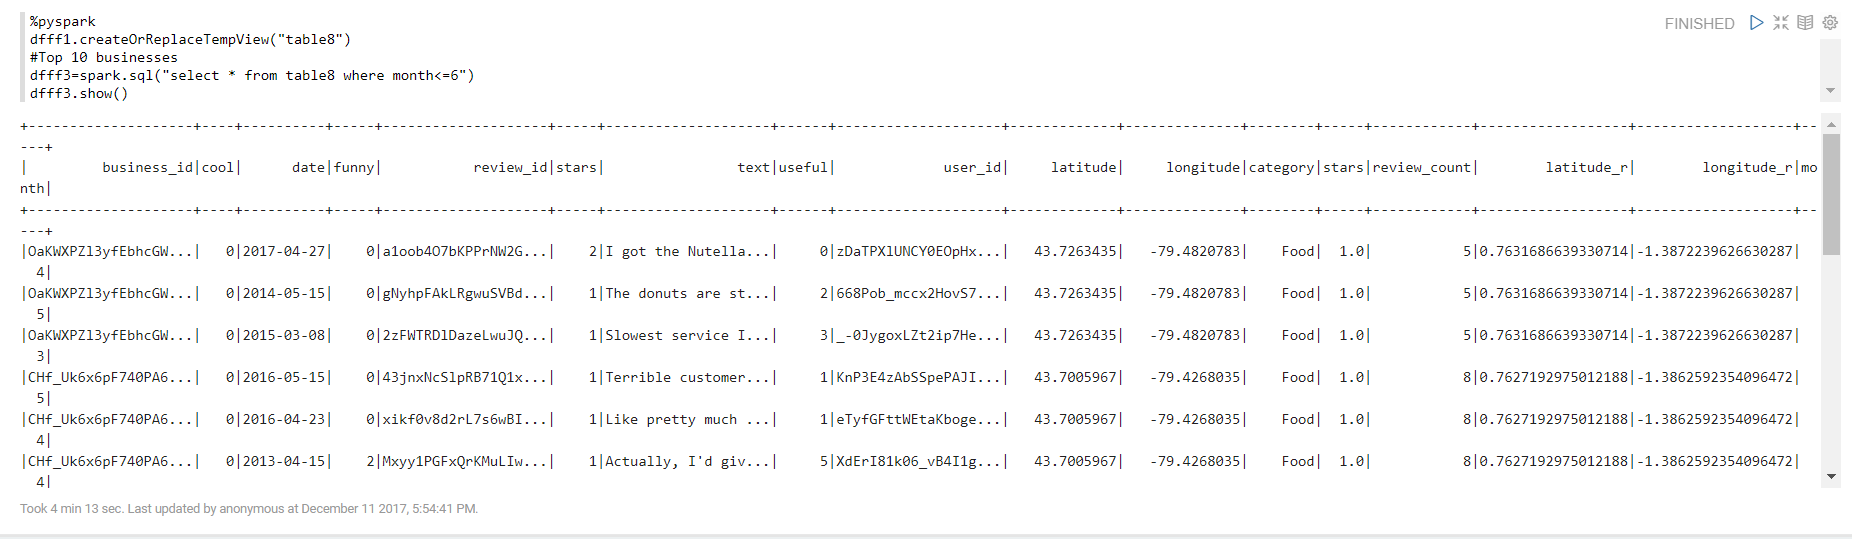 %pyspark
FINISHED
dfff1.createOrReplaceTempView("table8")
#Top 10 businesses
dfff3=spark.sql("select * from table8 where month<=6")
dfff3.show()
+--------------------+----+----------+-----+--------------------+-----+--------------------+------+--------------------+-------------+--------------+--------+-----+------------+------------------+-------------------+--
---+
|         business_id|cool|      date|funny|           review_id|stars|                text|useful|             user_id|     latitude|     longitude|category|stars|review_count|        latitude_r|        longitude_r|mo
nth|
+--------------------+----+----------+-----+--------------------+-----+--------------------+------+--------------------+-------------+--------------+--------+-----+------------+------------------+-------------------+--
---+
|OaKWXPZl3yfEbhcGW...|   0|2017-04-27|    0|a1oob4O7bKPPrNW2G...|    2|I got the Nutella...|     0|zDaTPXlUNCY0EOpHx...|   43.7263435|   -79.4820783|    Food|  1.0|           5|0.7631686639330714|-1.3872239626630287|
  4|
|OaKWXPZl3yfEbhcGW...|   0|2014-05-15|    0|gNyhpFAkLRgwuSVBd...|    1|The donuts are st...|     2|668Pob_mccx2HovS7...|   43.7263435|   -79.4820783|    Food|  1.0|           5|0.7631686639330714|-1.3872239626630287|
  5|
|OaKWXPZl3yfEbhcGW...|   0|2015-03-08|    0|2zFWTRDlDazeLwuJQ...|    1|Slowest service I...|     3|_-0JygoxLZt2ip7He...|   43.7263435|   -79.4820783|    Food|  1.0|           5|0.7631686639330714|-1.3872239626630287|
  3|
|CHf_Uk6x6pF740PA6...|   0|2016-05-15|    0|43jnxNcSlpRB71Q1x...|    1|Terrible customer...|     1|KnP3E4zAbSSpePAJI...|   43.7005967|   -79.4268035|    Food|  1.0|           8|0.7627192975012188|-1.3862592354096472|
  5|
|CHf_Uk6x6pF740PA6...|   0|2016-04-23|    0|xikf0v8d2rL7s6wBI...|    1|Like pretty much ...|     1|eTyfGFttWEtaKboge...|   43.7005967|   -79.4268035|    Food|  1.0|           8|0.7627192975012188|-1.3862592354096472|
  4|
|CHf_Uk6x6pF740PA6...|   0|2013-04-15|    2|Mxyy1PGFxQrKMuLIw...|    1|Actually, I'd giv...|     5|XdErI81k06_vB4I1g...|   43.7005967|   -79.4268035|    Food|  1.0|           8|0.7627192975012188|-1.3862592354096472|
  4|
Took 4 min 13 sec. Last updated by anonymous at December 11 2017, 5:54:41 PM.